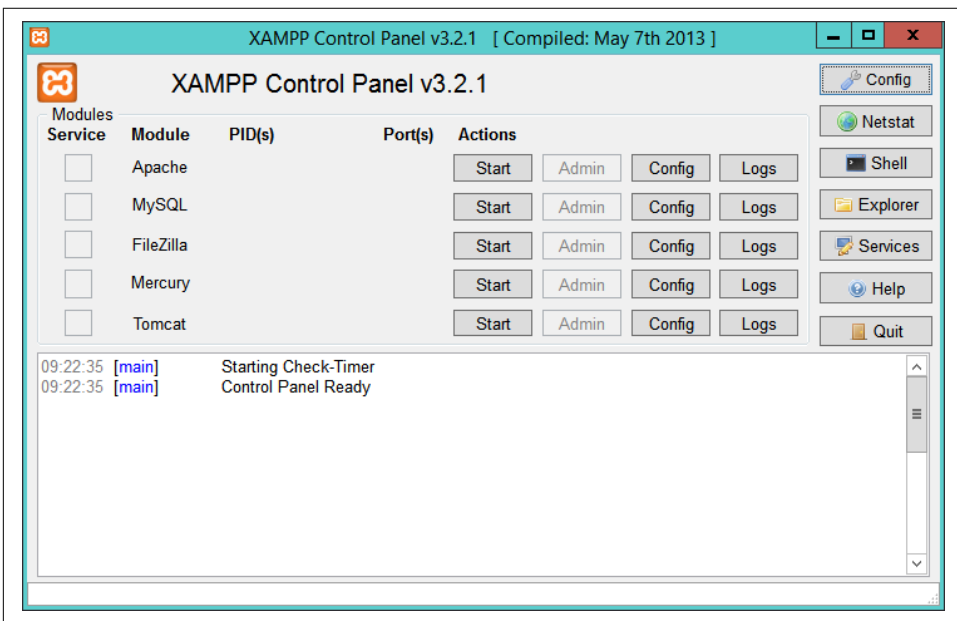 XAMPP Control Panel v3.2.1 [ Compiled: May 7th 2013 ]
XAMPP Control Panel v3.2.1
Config
Modules
Service Module PID(s) Port(s) Actions
Netstat
Apache Start Admin Config Logs
Shell
MySQL Start Admin Config Logs
Explorer
FileZilla Start Admin Config Logs
Services
Mercury Start Admin Config Logs
Help
Tomcat Start Admin Config Logs
Quit
09:22:35 [main] Starting Check-Timer
09:22:35 [main] Control Panel Ready